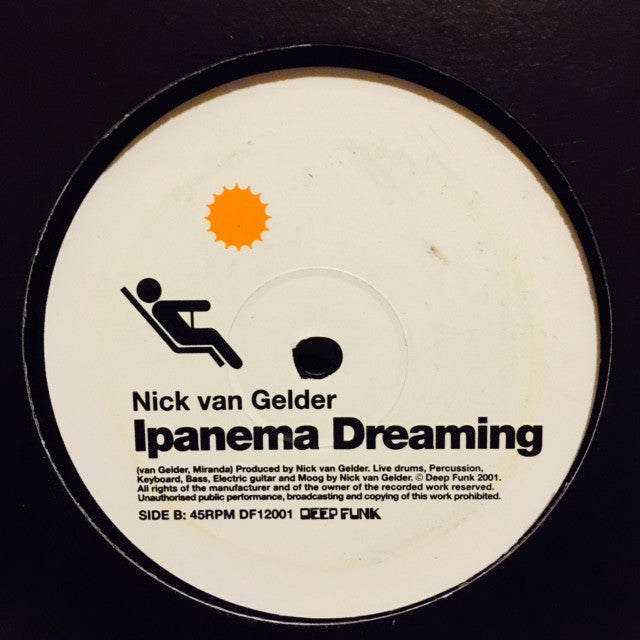 Nick van Gelder
Ipanema Dreaming
(van Gelder, Miranda) Produced by Nick van Gelder. Live drums, Percussion,
Keyboard, Bass, Electric guitar and Moog by Nick van Gelder. © Deep Funk 2001.
All rights of the manufacturer and of the owner of the recorded work reserved.
Unauthorised public performance, broadcasting and copying of this work prohibited.
SIDE B: 45RPM DF12001 DEEP FUNK